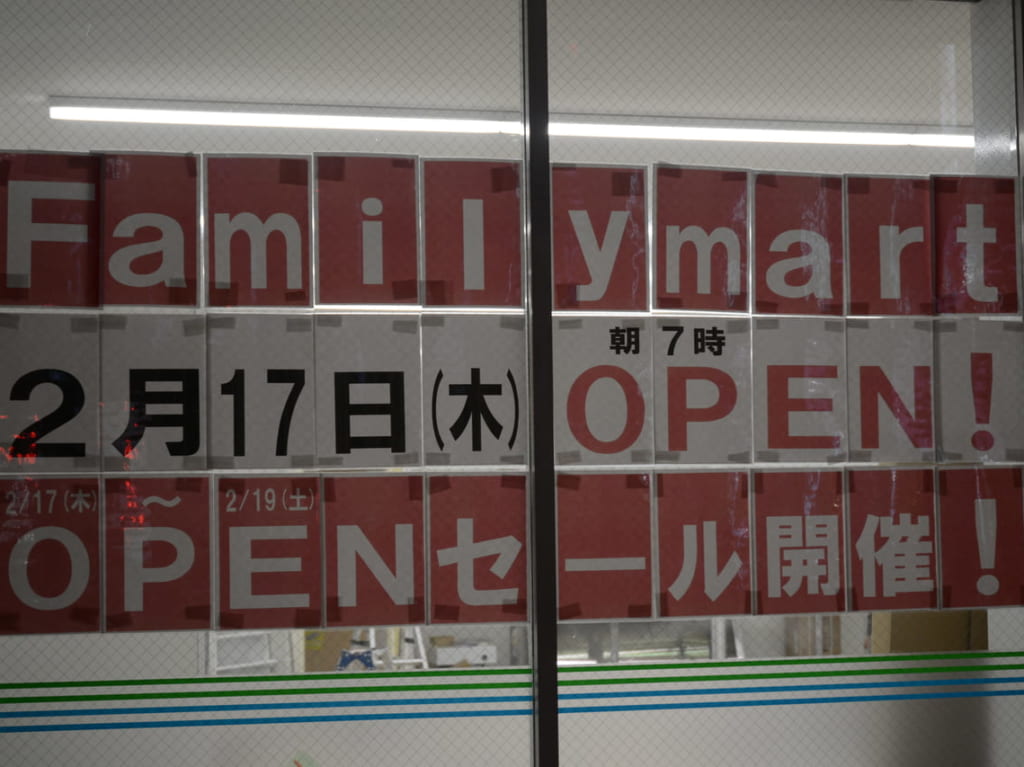 Familymart
2月17日(木) 朝7時 OPEN!
2/17(木)〜2/19(土)
OPENセール開催!